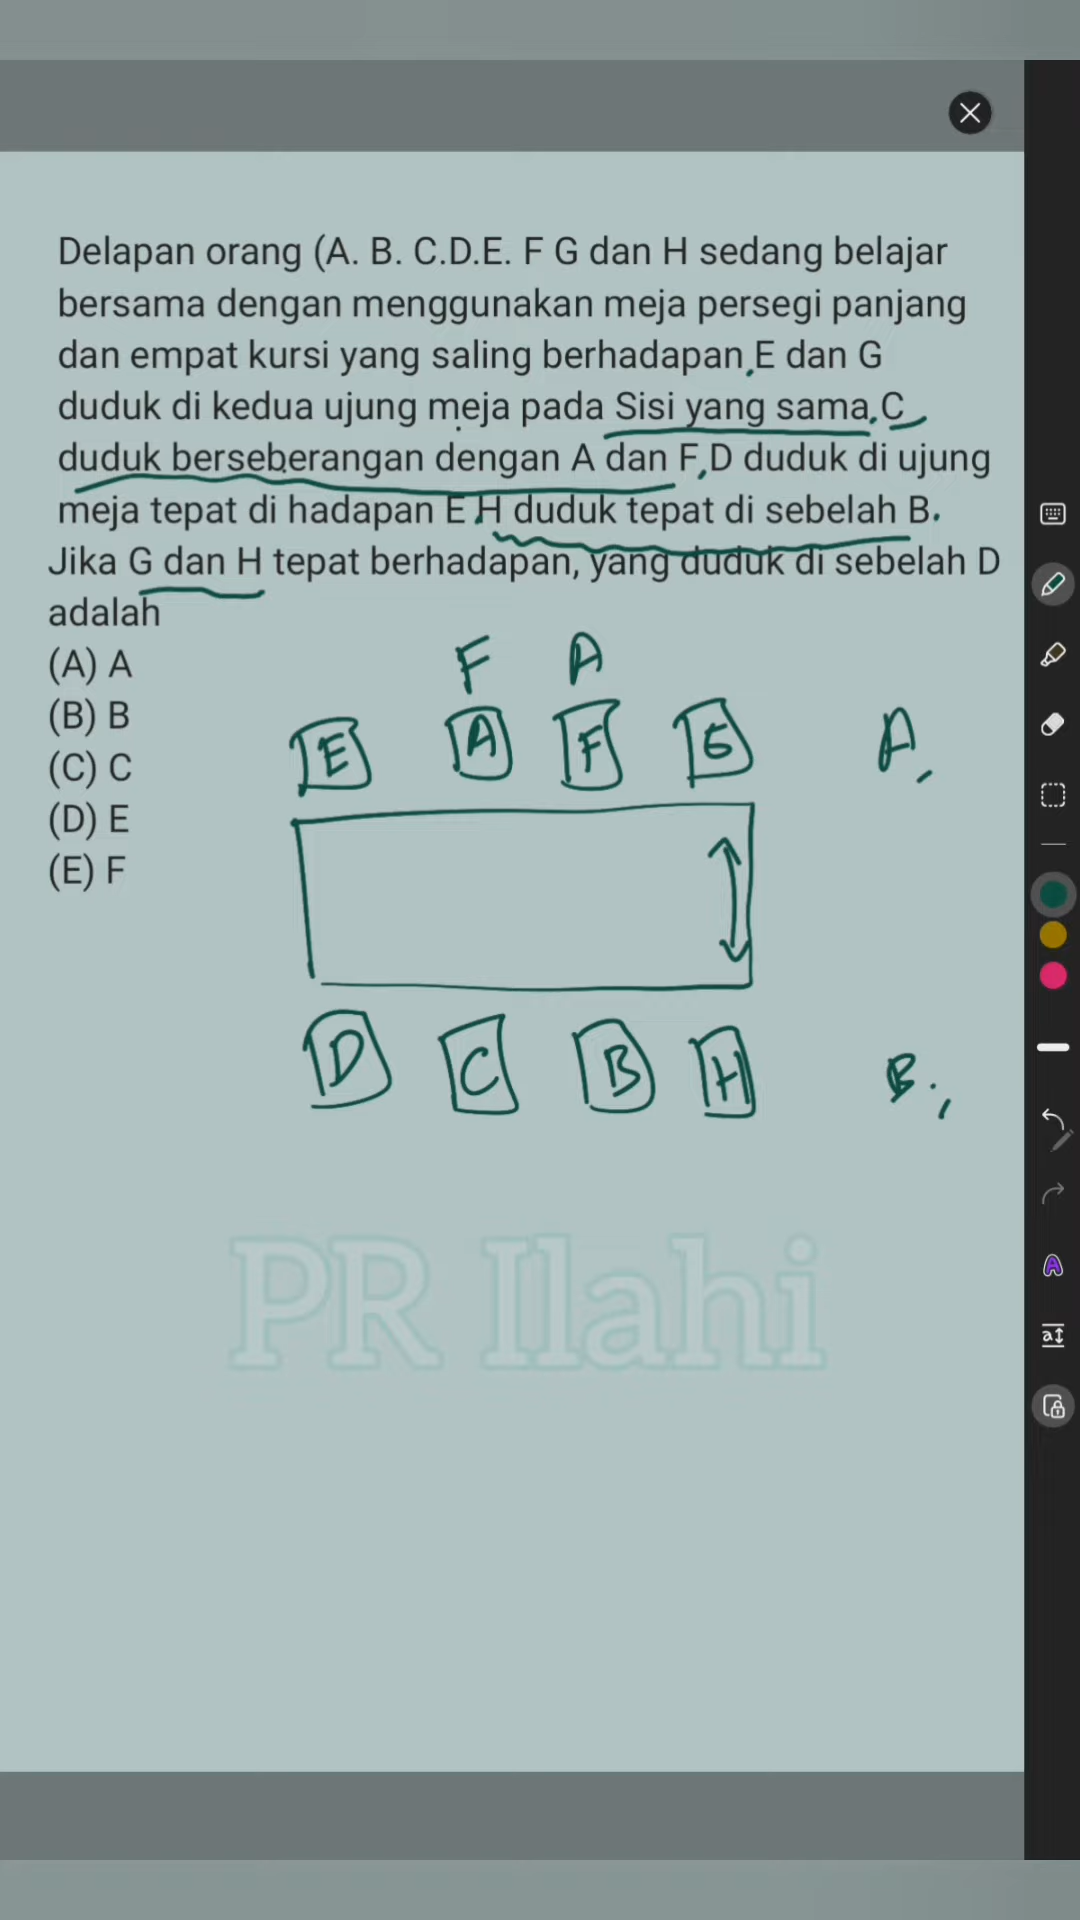 Delapan orang (A. B. C.D.E. F G dan H sedang belajar
bersama dengan menggunakan meja persegi panjang
dan empat kursi yang saling berhadapan,E dan G
duduk di kedua ujung meja pada Sisi yang sama,C
duduk berseberangan dengan A dan F,D duduk di ujung
meja tepat di hadapan E,H duduk tepat di sebelah B.
Jika G dan H tepat berhadapan, yang duduk di sebelah D
adalah
(A) A
(B) B
(C) C
(D) E
(E) F
F A
E A F G A,
D C B H B.,
PR Ilahi